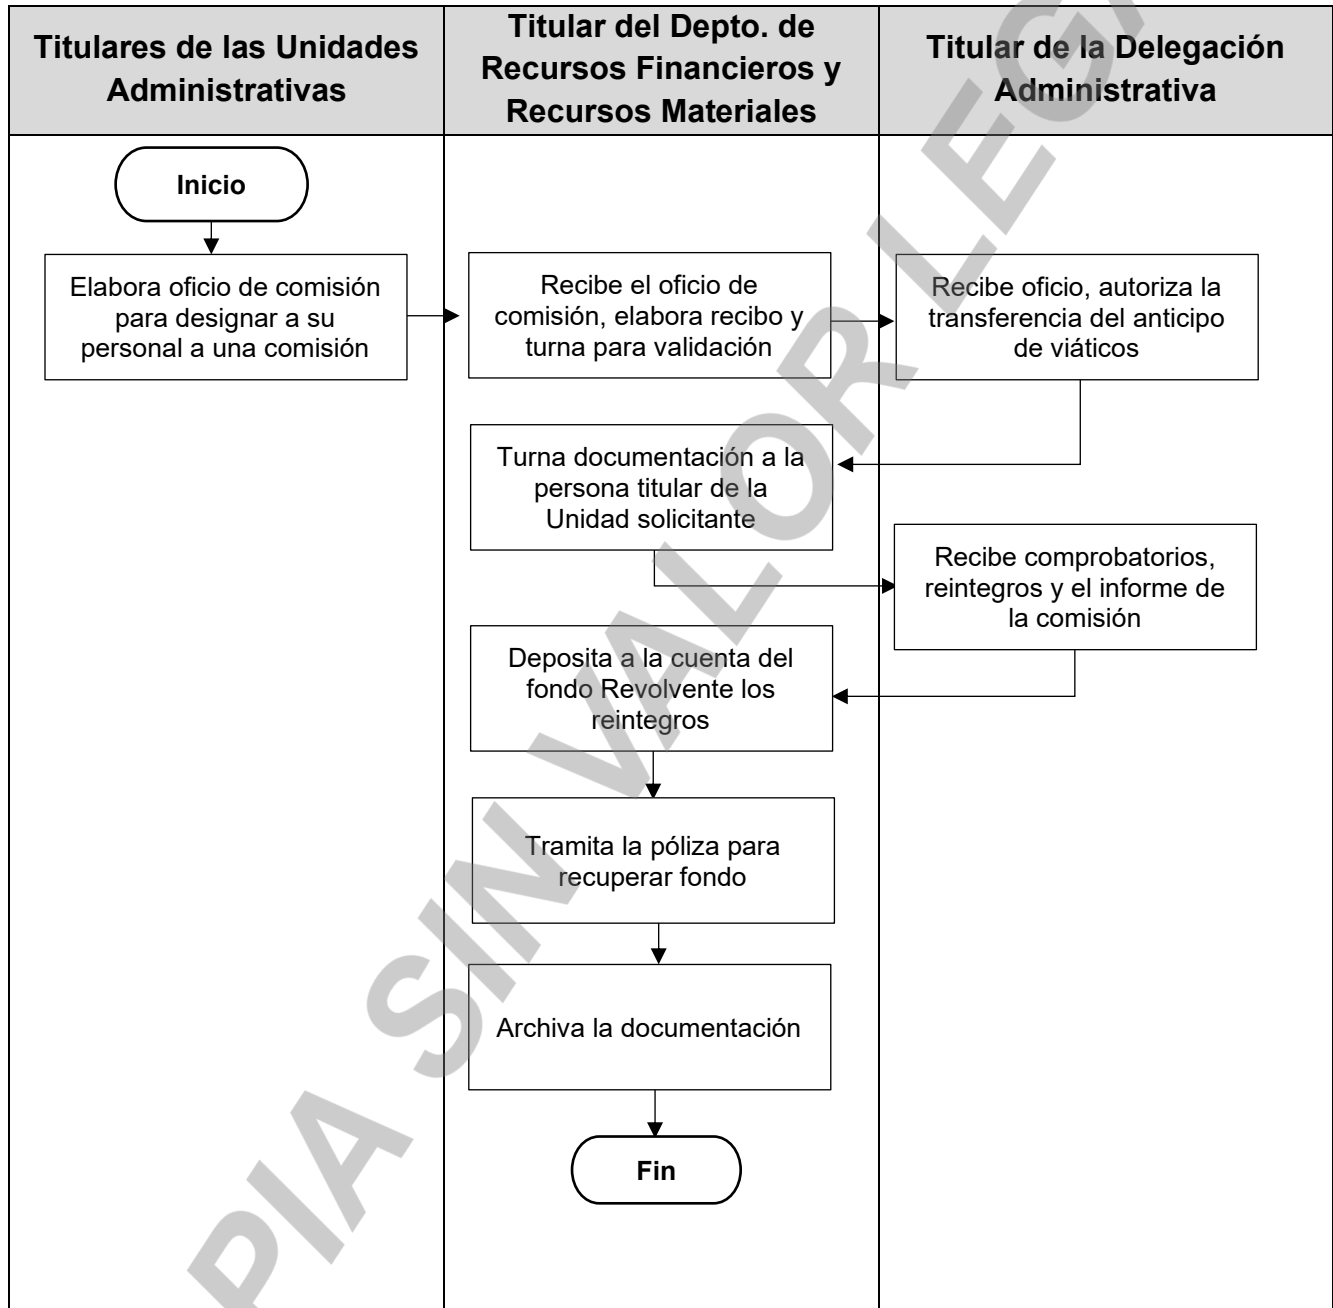 Titulares de las Unidades
Administrativas
Titular del Depto. de
Recursos Financieros y
Recursos Materiales
Titular de la Delegación
Administrativa
Inicio
Elabora oficio de comisión
para designar a su
personal a una comisión
Recibe el oficio de
comisión, elabora recibo y
turna para validación
Recibe oficio, autoriza la
transferencia del anticipo
de viáticos
Turna documentación a la
persona titular de la
Unidad solicitante
Recibe comprobatorios,
reintegros y el informe de
la comisión
Deposita a la cuenta del
fondo Revolvente los
reintegros
Tramita la póliza para
recuperar fondo
Archiva la documentación
Fin
PIA SIN VALOR LEGA